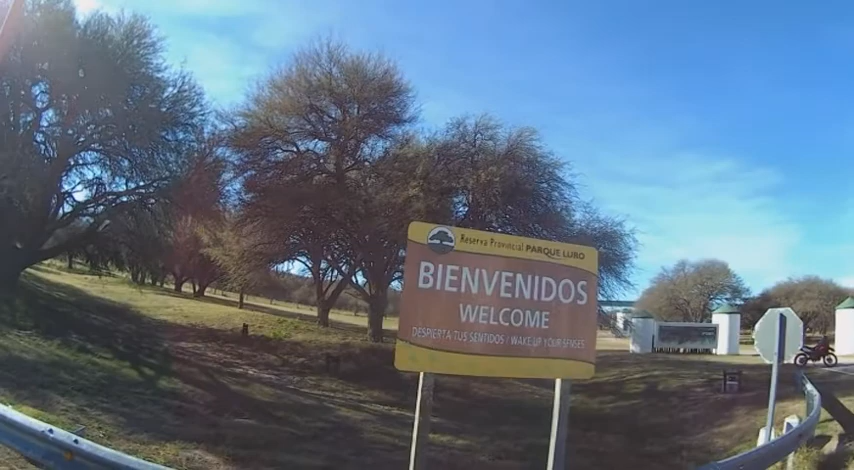 Reserva Provincial PARQUE LURO
BIENVENIDOS
WELCOME
DESPIERTA TUS SENTIDOS / WAKE UP YOUR SENSES